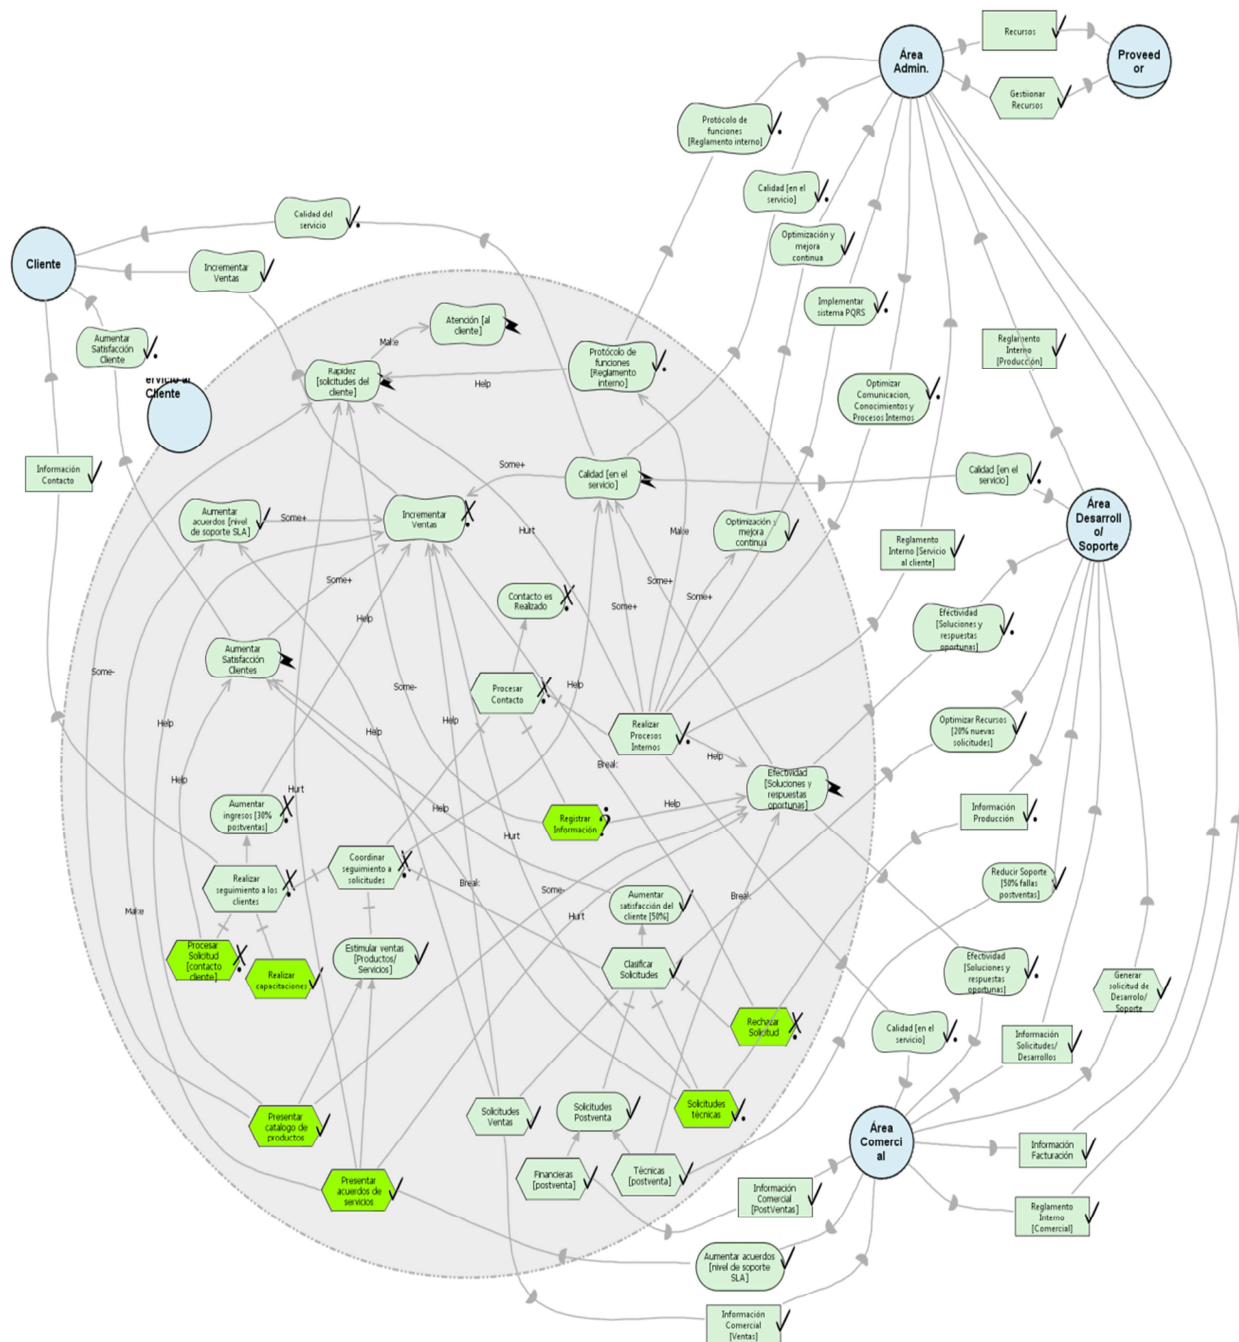 Recursos
Área
Admin.
Proveed
or
Gestiionar
Recursos
Protócolo de
funciones
[Reglamento interno]
Calidad [en el
servicio]
Calidad del
servicio
Optimización y
mejora
continua
Cliente
Incrementar
Ventas
Implementar
sistema PQRS
Atención [al
cliente]
Make
Aumentar
Satisfacción
Cliente
Protócolo de
funciones
[Reglamento
interno]
Reglamento
Interno
[Producción]
Rapidez
[solicitudes del
cliente]
Help
ervicio al
Cliente
Optimizar
Comunicacion,
Conocimientos y
Procesos Internos
Información
Contacto
Some+
Calidad [en el
servicio]
Calidad [en el
servicio]
Aumentar
acuerdos [nivel
de soporte SLA]
Some+
Incrementar
Ventas
Hurt
Make
Optimización y
mejora
continua
Área
Desarroll
o/
Soporte
Reglamento
Interno [Servicio
al cliente]
Some+
Some+
Some+
Some+
Contacto es
Realizado
Help
Efectividad
[Soluciones y
respuestas
oportunas]
Aumentar
Satisfacción
Clientes
Some-
Some-
Help
Procesar
Contacto
Help
Help
Help
Realizar
Procesos
Internos
Help
Optimizar Recursos
[20% nuevas
solicitudes]
Break
Help
Hurt
Efectividad
[Soluciones y
respuestas
oportunas]
Aumentar
ingresos [30%
postventas]
Help
Registrar
Información
Help
Información
Producción
Hurt
Coordinar
seguimiento a
solicitudes
Realizar
seguimiento a los
clientes
Break
Some-
Aumentar
satisfacción del
cliente [50%]
Break
Reducir Soporte
[50% fallas
postventas]
Make
Hurt
Procesar
Solicitud
[contacto
cliente]
Realizar
capacitaciones
Estimular ventas
[Productos/
Servicios]
Clasificar
Solicitudes
Efectividad
[Soluciones y
respuestas
oportunas]
Generar
solicitud de
Desarrolo/
Soporte
Rechazar
Solicitud
Calidad [en el
servicio]
Información
Solicitudes/
Desarrollos
Presentar
catalogo de
productos
Solicitudes
Ventas
Solicitudes
Postventa
Solicitudes
técnicas
Área
Comerci
al
Información
Facturación
Presentar
acuerdos de
servicios
Financieras
[postventa]
Técnicas
[postventa]
Información
Comercial
[PostVentas]
Reglamento
Interno
[Comercial]
Aumentar acuerdos
[nivel de soporte
SLA]
Información
Comercial
[Ventas]